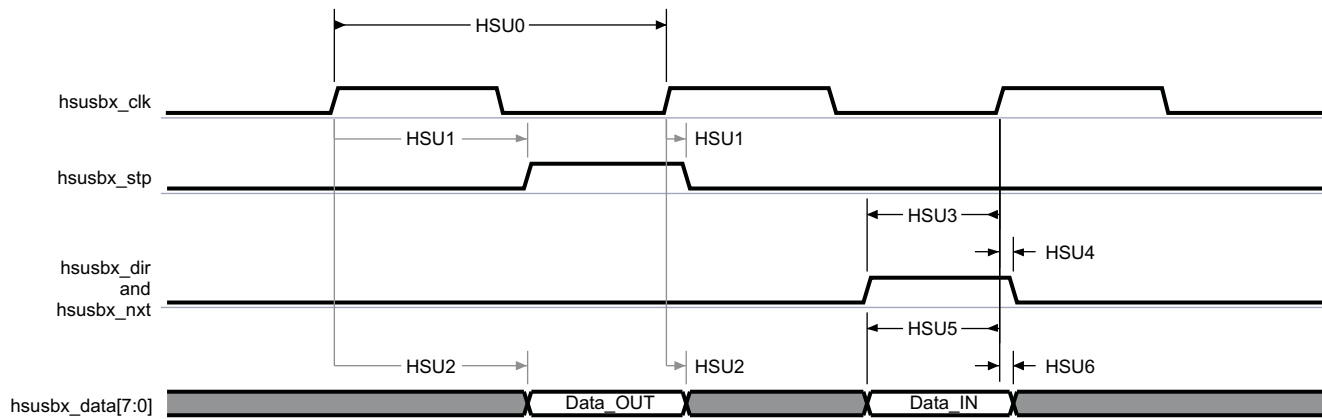 HSU0
hsusbx_clk
HSU1
HSU1
hsusbx_stp
HSU3
HSU4
hsusbx_dir
and
hsusbx_nxt
HSU5
HSU2
HSU2
HSU6
hsusbx_data[7:0]
Data_OUT
Data_IN